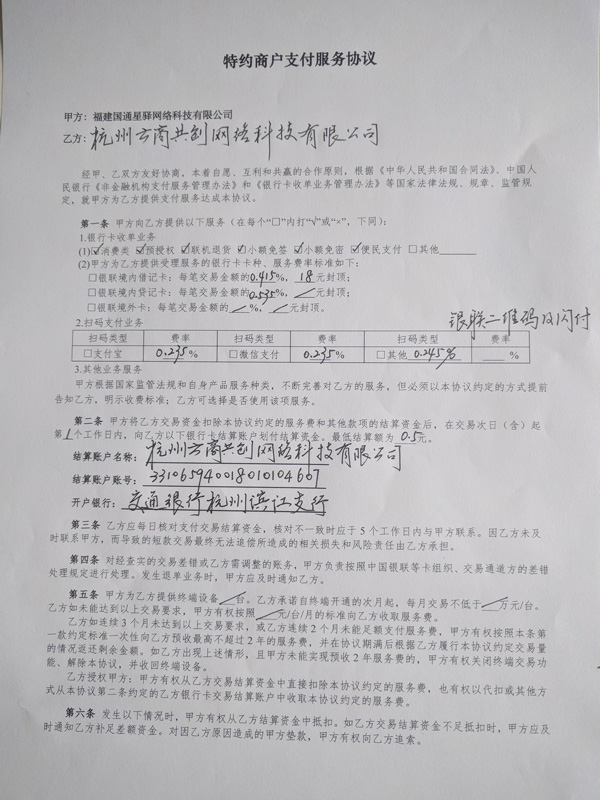 特约商户支付服务协议
甲方：福建国通星驿网络科技有限公司
乙方：杭州云商共创网络科技有限公司
经甲、乙双方友好协商，本着自愿、互利和共赢的合作原则，根据《中华人民共和国合同法》、中国人
民银行《非金融机构支付服务管理办法》和《银行卡收单业务管理办法》等国家法律法规、规章、监管规
定，就甲方为乙方提供支付服务达成本协议。
第一条 甲方向乙方提供以下服务（在每个“□”内打“√”或“×”，下同）：
1.银行卡收单业务
(1)☑消费类 ☑预授权 ☑联机退货 ☑小额免签 ☑小额免密 ☑便民支付 □其他
(2)甲方为乙方提供受理服务的银行卡卡种、服务费率标准如下：
□银联境内借记卡：每笔交易金额的0.415%，18元封顶；
□银联境内贷记卡：每笔交易金额的0.535%，／元封顶；
□银联境外卡：每笔交易金额的／%，／元封顶。
银联二维码及闪付
2.扫码支付业务
扫码类型 费率 扫码类型 费率 扫码类型 费率
□支付宝 0.235% □微信支付 0.235% □其他 0.245% %
3.其他业务服务
甲方根据国家监管法规和自身产品服务种类，不断完善对乙方的服务，但必须以本协议约定的方式提前
告知乙方，明示收费标准；乙方可选择是否使用该项服务。
第二条 甲方将乙方交易资金扣除本协议约定的服务费和其他款项的结算资金后，在交易次日（含）起
第1个工作日内，向乙方以下银行卡结算账户划付结算资金。最低结算额为0.5元。
结算账户名称：杭州云商共创网络科技有限公司
结算账户账号：331065940018010104607
开户银行：交通银行杭州滨江支行
第三条 乙方应每日核对支付交易结算资金，核对不一致时应于5个工作日内与甲方联系。因乙方未及
时联系甲方，而导致的短款交易最终无法追偿所造成的相关损失和风险责任由乙方承担。
第四条 对经查实的交易差错或乙方需调整的账务，甲方负责按照中国银联等卡组织、交易通道方的差错
处理规定进行处理。发生退单业务时，甲方应及时通知乙方。
第五条 甲方为乙方提供终端设备／台。乙方承诺自终端开通的次月起，每月交易不低于／万元/台。
乙方如未能达到以上交易要求，甲方有权按照／元/台/月的标准向乙方收取服务费。
乙方如连续3个月未达到以上交易要求，或乙方连续2个月未能足额支付服务费，甲方有权按照本条第
一款约定标准一次性向乙方预收最高不超过2年的服务费，并在协议期满后根据乙方履行本协议约定交易量
的情况返还剩余金额。如乙方出现上述情形，且甲方未能实现预收2年服务费的，甲方有权关闭终端交易功
能、解除本协议，并收回终端设备。
乙方授权甲方：甲方有权从乙方交易结算资金中直接扣除本协议约定的服务费，也有权以代扣或其他方
式从本协议第二条约定的乙方银行卡交易结算账户中收取本协议约定的服务费。
第六条 发生以下情况时，甲方有权从乙方结算资金中抵扣。如乙方交易结算资金不足抵扣时，甲方应及
时通知乙方补足差额资金。对因乙方原因造成的甲方垫款，甲方有权向乙方追索。